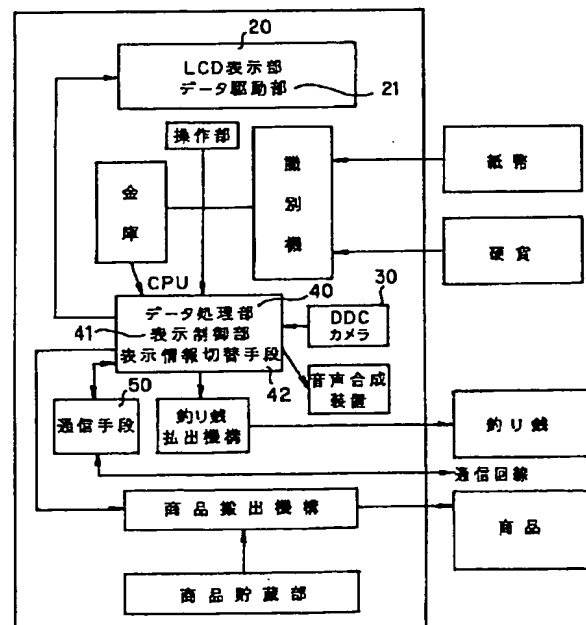 20
LCD表示部
データ駆動部
21
操作部
金庫
識別機
紙幣
硬貨
CPU
データ処理部
40
41
表示制御部
表示情報切替手段
42
30
DDC
カメラ
音声合成
装置
50
通信手段
釣り銭
払出機構
釣り銭
通信回線
商品搬出機構
商品
商品貯蔵部